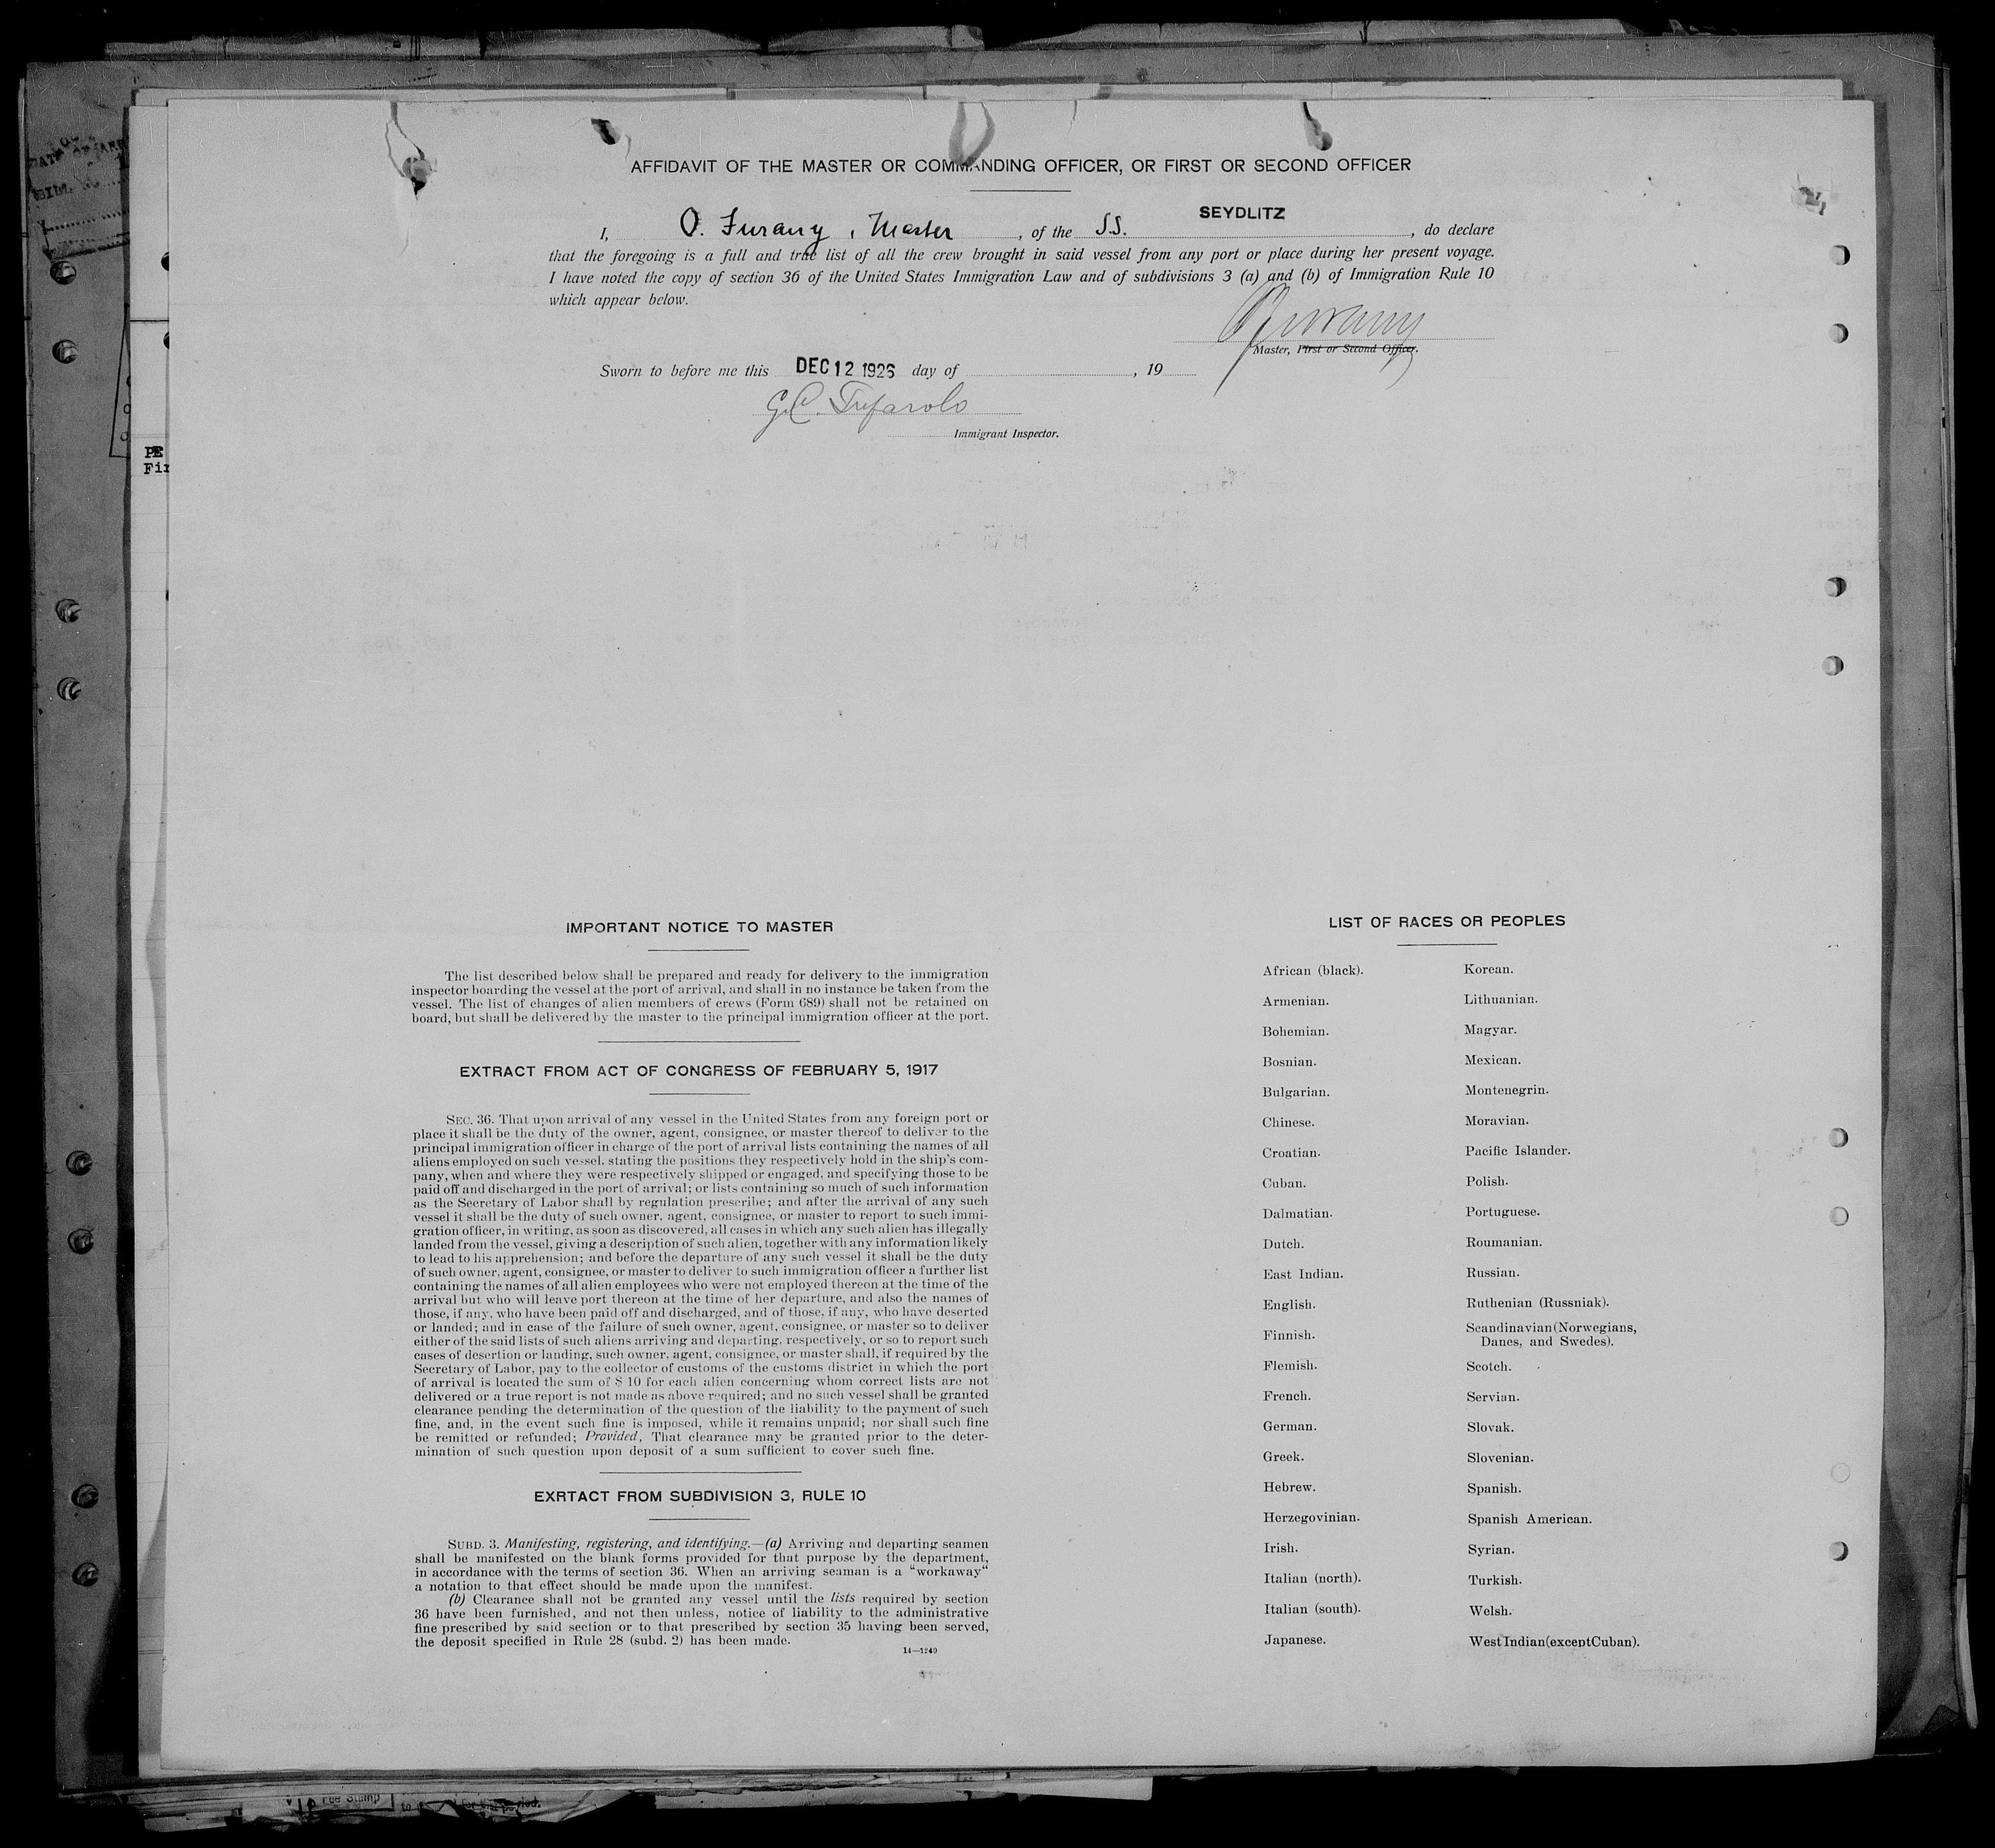 AFFIDAVIT OF THE MASTER OR COMMANDING OFFICER, OR FIRST OR SECOND OFFICER
SEYDLITZ
I, O. , Master, of the S.S. , do declare
that the foregoing is a full and true list of all the crew brought in said vessel from any port or place during her present voyage.
I have noted the copy of section 36 of the United States Immigration Law and of subdivisions 3 (a) and (b) of Immigration Rule 10
which appear below.
Master, First or Second Officer.
Sworn to before me this DEC 12 1926 day of , 19
Immigrant Inspector.
PE
Fir
IMPORTANT NOTICE TO MASTER
The list described below shall be prepared and ready for delivery to the immigration
inspector boarding the vessel at the port of arrival, and shall in no instance be taken from the
vessel. The list of changes of alien members of crews (Form 689) shall not be retained on
board, but shall be delivered by the master to the principal immigration officer at the port.
EXTRACT FROM ACT OF CONGRESS OF FEBRUARY 5, 1917
SEC. 36. That upon arrival of any vessel in the United States from any foreign port or
place it shall be the duty of the owner, agent, consignee, or master thereof to deliver to the
principal immigration officer in charge of the port of arrival lists containing the names of all
aliens employed on such vessel, stating the positions they respectively hold in the ship's com-
pany, when and where they were respectively shipped or engaged, and specifying those to be
paid off and discharged in the port of arrival; or lists containing so much of such information
as the Secretary of Labor shall by regulation prescribe; and after the arrival of any such
vessel it shall be the duty of such owner, agent, consignee, or master to report to such immi-
gration officer, in writing, as soon as discovered, all cases in which any such alien has illegally
landed from the vessel, giving a description of such alien, together with any information likely
to lead to his apprehension; and before the departure of any such vessel it shall be the duty
of such owner, agent, consignee, or master to deliver to such immigration officer a further list
containing the names of all alien employees who were not employed thereon at the time of the
arrival but who will leave port thereon at the time of her departure, and also the names of
those, if any, who have been paid off and discharged, and of those, if any, who have deserted
or landed; and in case of the failure of such owner, agent, consignee, or master so to deliver
either of the said lists of such aliens arriving and departing, respectively, or so to report such
cases of desertion or landing, such owner, agent, consignee, or master shall, if required by the
Secretary of Labor, pay to the collector of customs of the customs district in which the port
of arrival is located the sum of $ 10 for each alien concerning whom correct lists are not
delivered or a true report is not made as above required; and no such vessel shall be granted
clearance pending the determination of the question of the liability to the payment of such
fine, and, in the event such fine is imposed, while it remains unpaid; nor shall such fine
be remitted or refunded; Provided, That clearance may be granted prior to the deter-
mination of such question upon deposit of a sum sufficient to cover such fine.
EXRTACT FROM SUBDIVISION 3, RULE 10
SUBD. 3. Manifesting, registering, and identifying.—(a) Arriving and departing seamen
shall be manifested on the blank forms provided for that purpose by the department,
in accordance with the terms of section 36. When an arriving seaman is a "workaway"
a notation to that effect should be made upon the manifest.
(b) Clearance shall not be granted any vessel until the lists required by section
36 have been furnished, and not then unless, notice of liability to the administrative
fine prescribed by said section or to that prescribed by section 35 having been served,
the deposit specified in Rule 28 (subd. 2) has been made.
14—1240
LIST OF RACES OR PEOPLES
African (black).
Armenian.
Bohemian.
Bosnian.
Bulgarian.
Chinese.
Croatian.
Cuban.
Dalmatian.
Dutch.
East Indian.
English.
Finnish.
Flemish.
French.
German.
Greek.
Hebrew.
Herzegovinian.
Irish.
Italian (north).
Italian (south).
Japanese.
Korean.
Lithuanian.
Magyar.
Mexican.
Montenegrin.
Moravian.
Pacific Islander.
Polish.
Portuguese.
Roumanian.
Russian.
Ruthenian (Russniak).
Scandinavian (Norwegians,
Danes, and Swedes).
Scotch.
Servian.
Slovak.
Slovenian.
Spanish.
Spanish American.
Syrian.
Turkish.
Welsh.
West Indian (except Cuban).